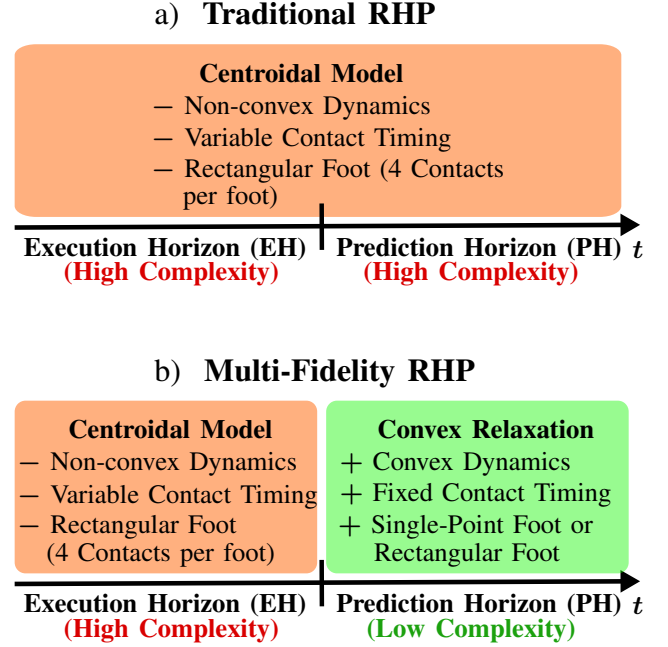 a) Traditional RHP
Centroidal Model
− Non-convex Dynamics
− Variable Contact Timing
− Rectangular Foot (4 Contacts
per foot)
Execution Horizon (EH) Prediction Horizon (PH) t
(High Complexity) (High Complexity)
b) Multi-Fidelity RHP
Centroidal Model Convex Relaxation
− Non-convex Dynamics + Convex Dynamics
− Variable Contact Timing + Fixed Contact Timing
− Rectangular Foot + Single-Point Foot or
(4 Contacts per foot) Rectangular Foot
Execution Horizon (EH) Prediction Horizon (PH) t
(High Complexity) (Low Complexity)